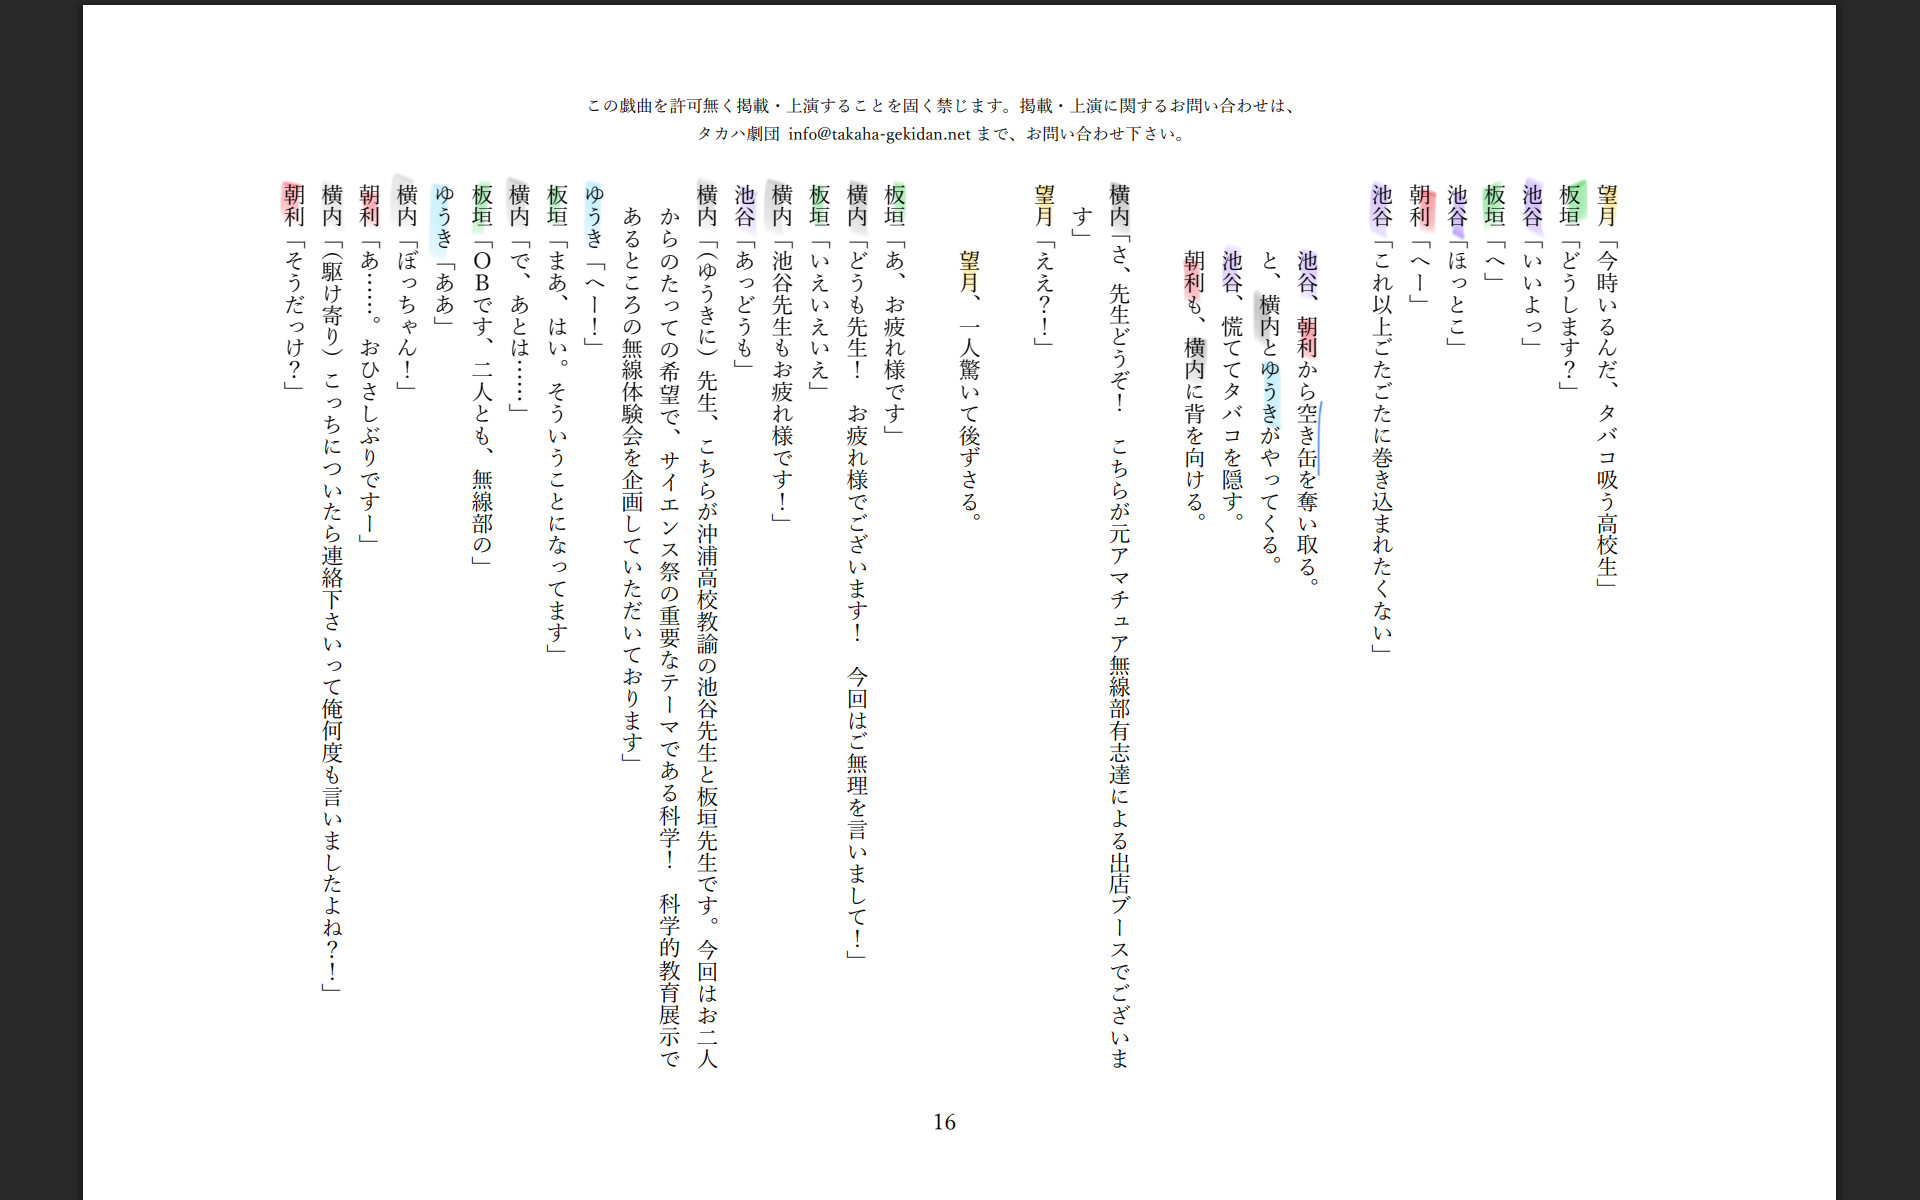 この戯曲を許可無く掲載・上演することを固く禁じます。掲載・上演に関するお問い合わせは、
タカハ劇団 info@takaha-gekidan.net まで、お問い合わせ下さい。
望月「今時いるんだ、タバコ吸う高校生」
板垣「どうします？」
池谷「いいよっ」
板垣「へ」
池谷「ほっとこ」
朝利「へー」
池谷「これ以上ごたごたに巻き込まれたくない」
池谷、朝利から空き缶を奪い取る。
と、横内とゆうきがやってくる。
池谷、慌ててタバコを隠す。
朝利も、横内に背を向ける。
横内「さ、先生どうぞ！　こちらが元アマチュア無線部有志達による出店ブースでございま
す」
望月「ええ？！」
望月、一人驚いて後ずさる。
板垣「あ、お疲れ様です」
横内「どうも先生！　お疲れ様でございます！　今回はご無理を言いまして！」
板垣「いえいえいえ」
横内「池谷先生もお疲れ様です！」
池谷「あっどうも」
横内「（ゆうきに）先生、こちらが沖浦高校教諭の池谷先生と板垣先生です。今回はお二人
からのたっての希望で、サイエンス祭の重要なテーマである科学！　科学的教育展示で
あるところの無線体験会を企画していただいております」
ゆうき「へー！」
板垣「まあ、はい。そういうことになってます」
横内「で、あとは……」
板垣「ＯＢです、二人とも、無線部の」
ゆうき「ああ」
横内「ぼっちゃん！」
朝利「あ……。おひさしぶりですー」
横内「（駆け寄り）こっちについたら連絡下さいって俺何度も言いましたよね？！」
朝利「そうだっけ？」
16